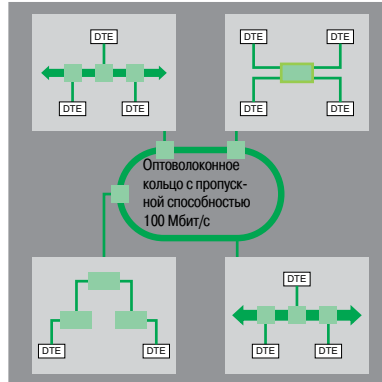 DTE
DTE
DTE
DTE
DTE
DTE
DTE
Оптоволоконное
кольцо с пропуск-
ной способностью
100 Мбит/с
DTE
DTE
DTE
DTE
DTE